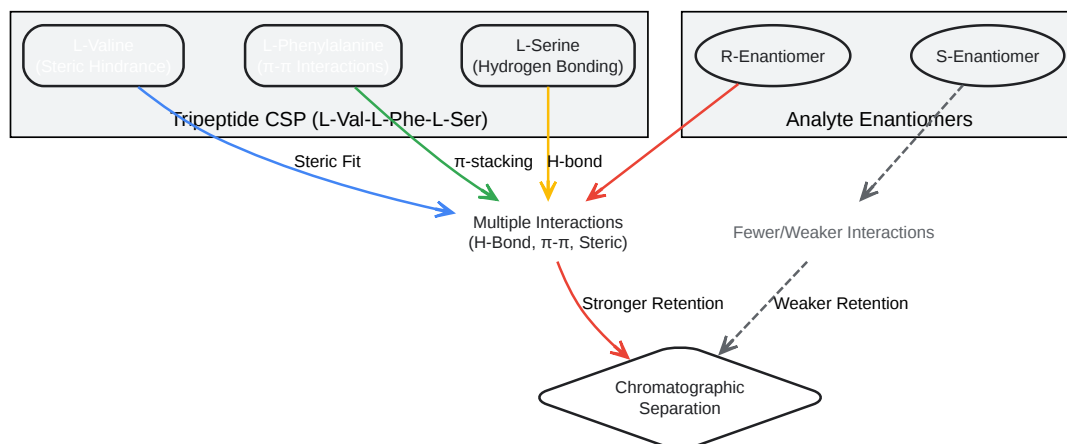 L-Valine
(Steric Hindrance)
L-Phenylalanine
(π-π Interactions)
L-Serine
(Hydrogen Bonding)
R-Enantiomer
S-Enantiomer
Tripeptide CSP (L-Val-L-Phe-L-Ser)
Analyte Enantiomers
Steric Fit
π-stacking
H-bond
Multiple Interactions
(H-Bond, π-π, Steric)
Fewer/Weaker Interactions
Stronger Retention
Weaker Retention
Chromatographic
Separation